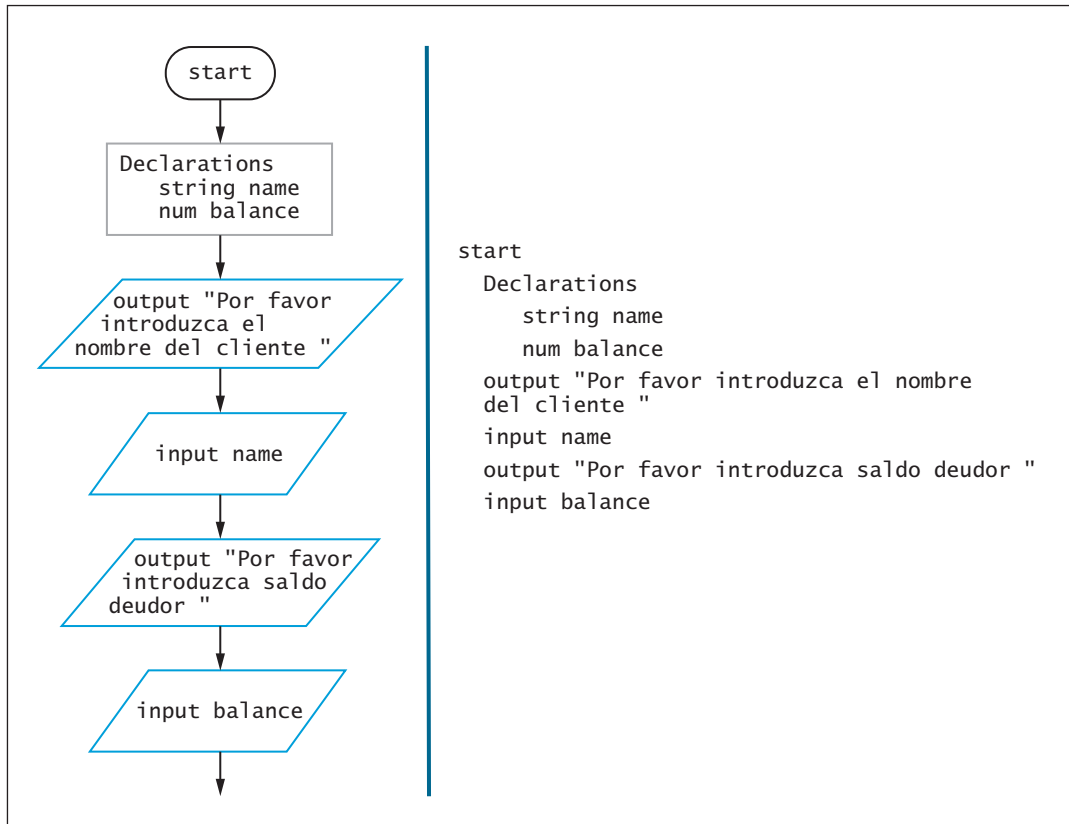 start
Declarations
string name
num balance
output "Por favor
introduzca el
nombre del cliente "
input name
output "Por favor
introduzca saldo
deudor "
input balance
start
Declarations
string name
num balance
output "Por favor introduzca el nombre
del cliente "
input name
output "Por favor introduzca saldo deudor "
input balance